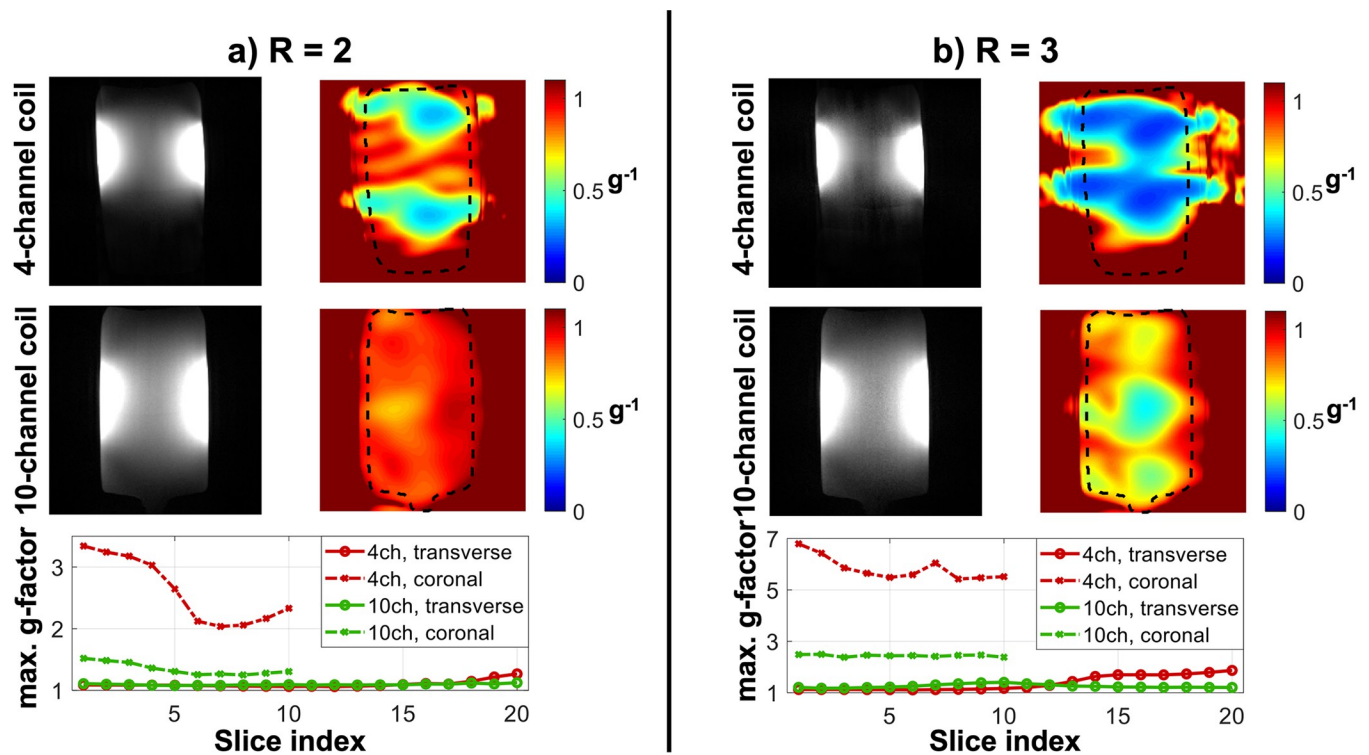 a) R = 2
4-channel coil
1
0.5
g-1
0
10-channel coil
1
0.5
g-1
0
max. g-factor
3
2
1
5
10
15
20
Slice index
4ch, transverse
4ch, coronal
10ch, transverse
10ch, coronal
b) R = 3
4-channel coil
1
0.5
g-1
0
10-channel coil
1
0.5
g-1
0
max. g-factor
7
5
3
1
5
10
15
20
Slice index
4ch, transverse
4ch, coronal
10ch, transverse
10ch, coronal